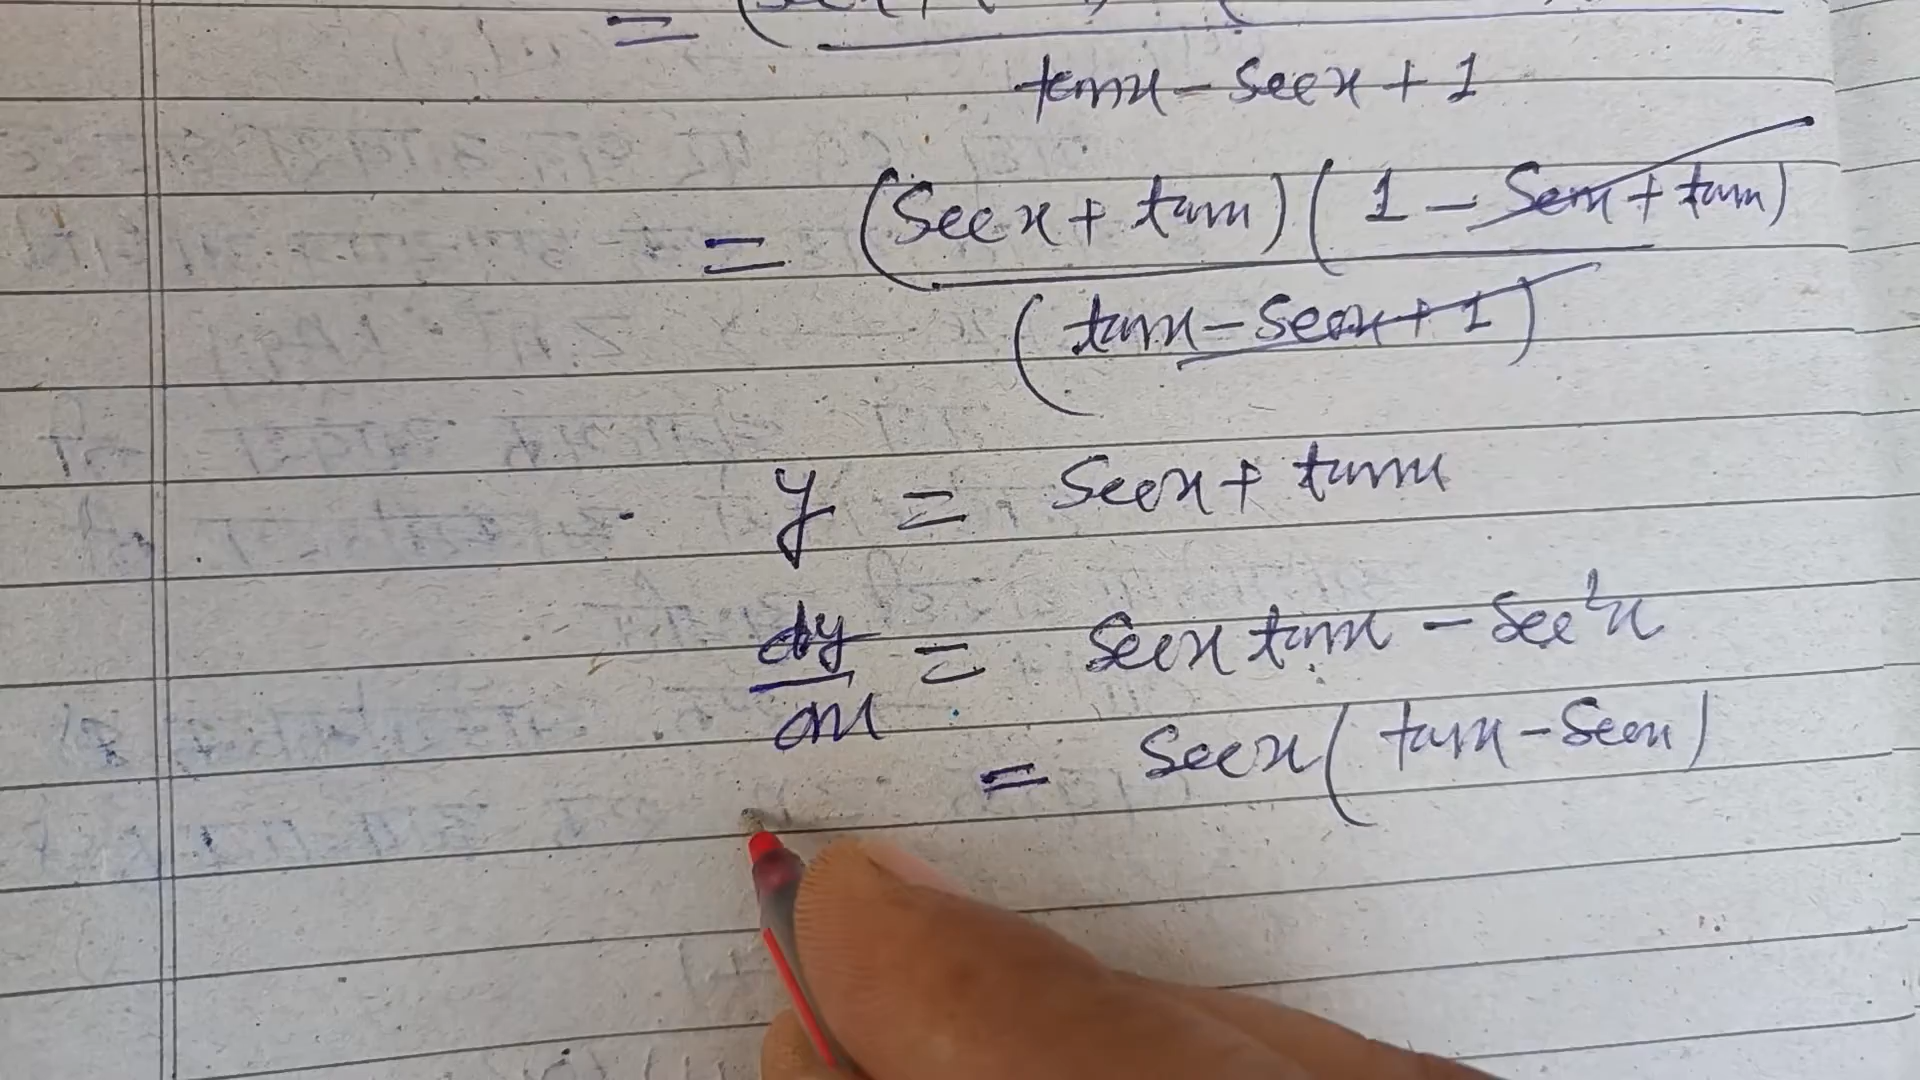 tanx - secx + 1
= (secx + tanx)(1 - secx + tanx)
(tanx - secx + 1)
y = secx + tanx
dy/dx = secx tanx - sec²x
= secx(tanx - secx)